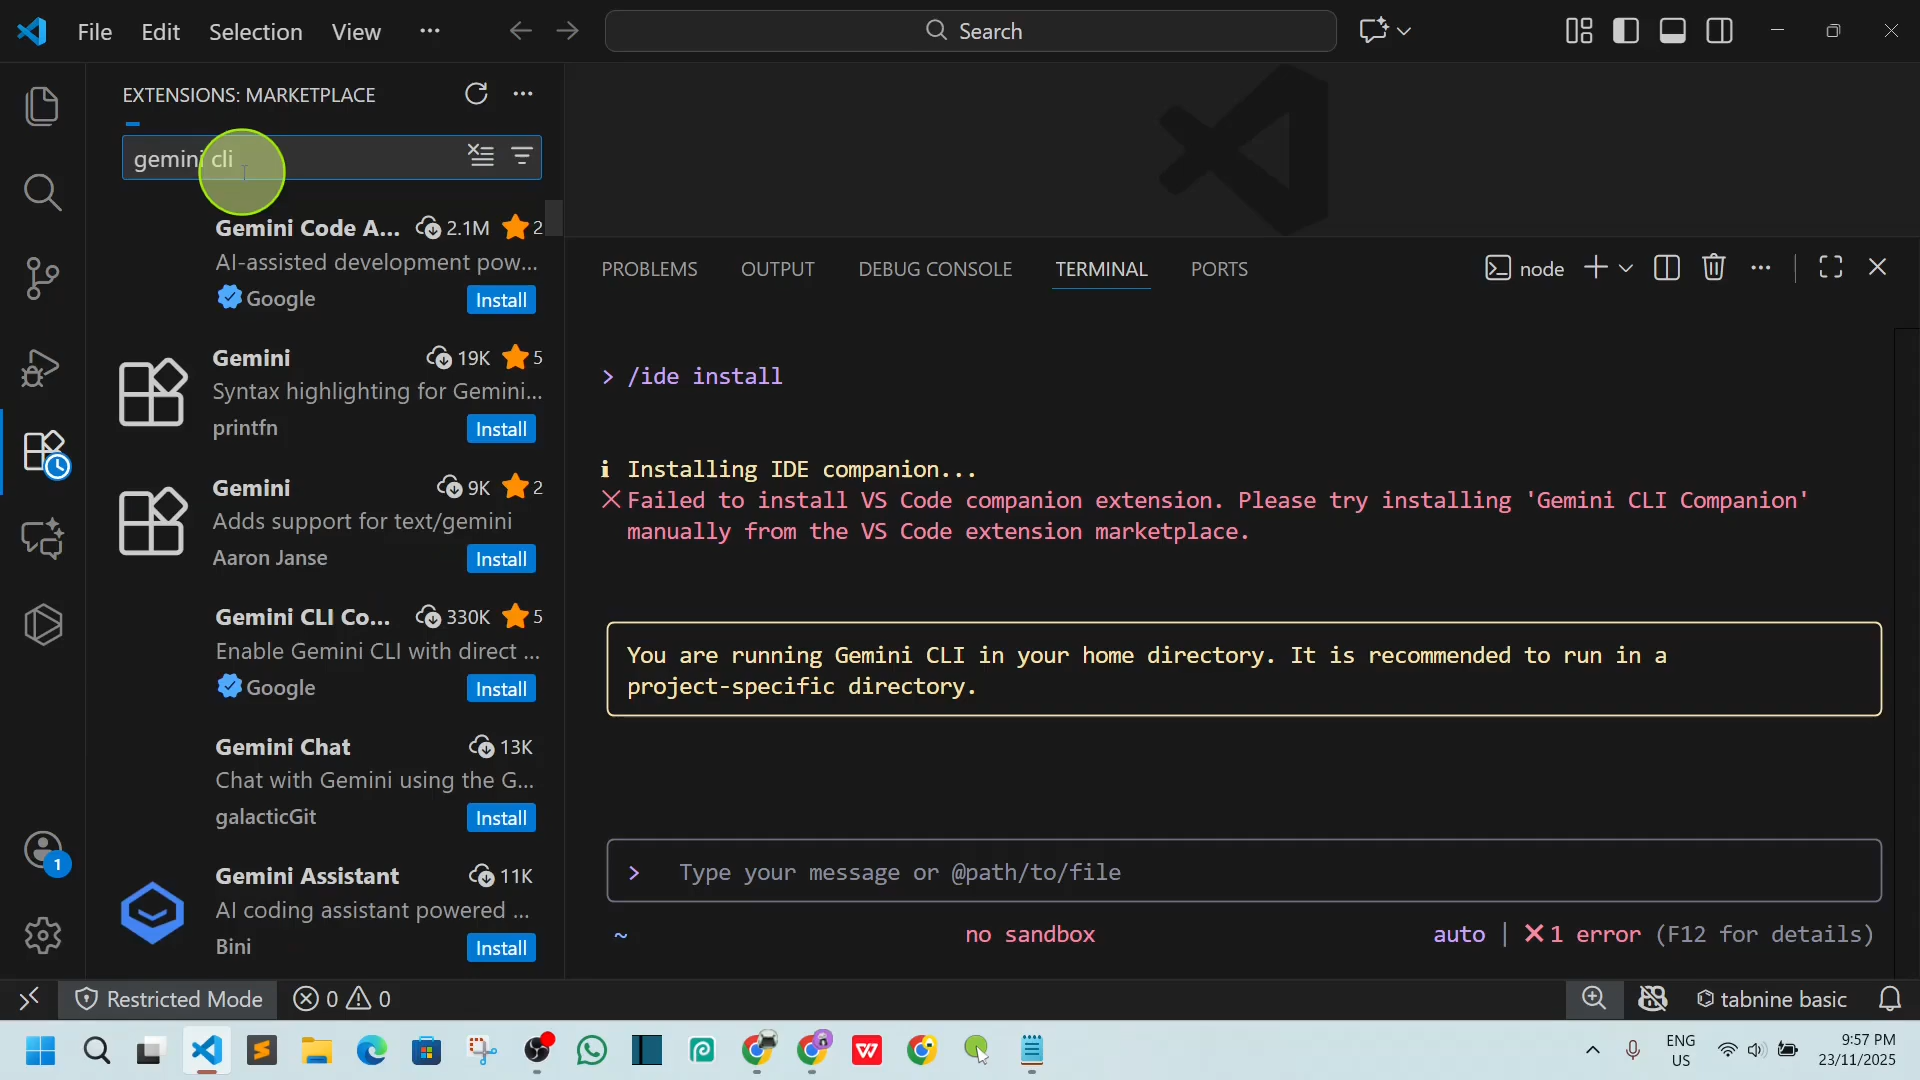 File Edit Selection View ··· Search
EXTENSIONS: MARKETPLACE
gemini cli
Gemini Code A... 2.1M 2
AI-assisted development pow...
Google Install
Gemini 19K 5
Syntax highlighting for Gemini...
printfn Install
Gemini 9K 2
Adds support for text/gemini
Aaron Janse Install
Gemini CLI Co... 330K 5
Enable Gemini CLI with direct ...
Google Install
Gemini Chat 13K
Chat with Gemini using the G...
galacticGit Install
Gemini Assistant 11K
AI coding assistant powered ...
Bini Install
1
PROBLEMS OUTPUT DEBUG CONSOLE TERMINAL PORTS node
> /ide install
i Installing IDE companion...
✕ Failed to install VS Code companion extension. Please try installing 'Gemini CLI Companion'
manually from the VS Code extension marketplace.
You are running Gemini CLI in your home directory. It is recommended to run in a
project-specific directory.
> Type your message or @path/to/file
~ no sandbox auto | ✕ 1 error (F12 for details)
Restricted Mode 0 0 tabnine basic
ENG 9:57 PM
US 23/11/2025